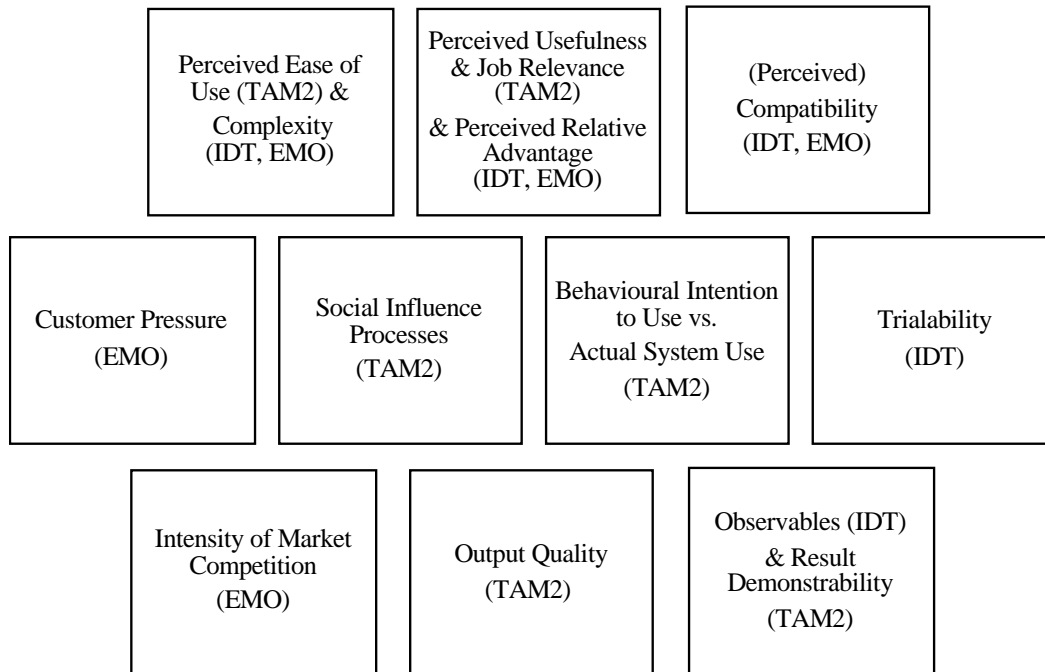 Perceived Ease of
Use (TAM2) &
Complexity
(IDT, EMO)
Perceived Usefulness
& Job Relevance
(TAM2)
& Perceived Relative
Advantage
(IDT, EMO)
(Perceived)
Compatibility
(IDT, EMO)
Customer Pressure
(EMO)
Social Influence
Processes
(TAM2)
Behavioural Intention
to Use vs.
Actual System Use
(TAM2)
Trialability
(IDT)
Intensity of Market
Competition
(EMO)
Output Quality
(TAM2)
Observables (IDT)
& Result
Demonstrability
(TAM2)